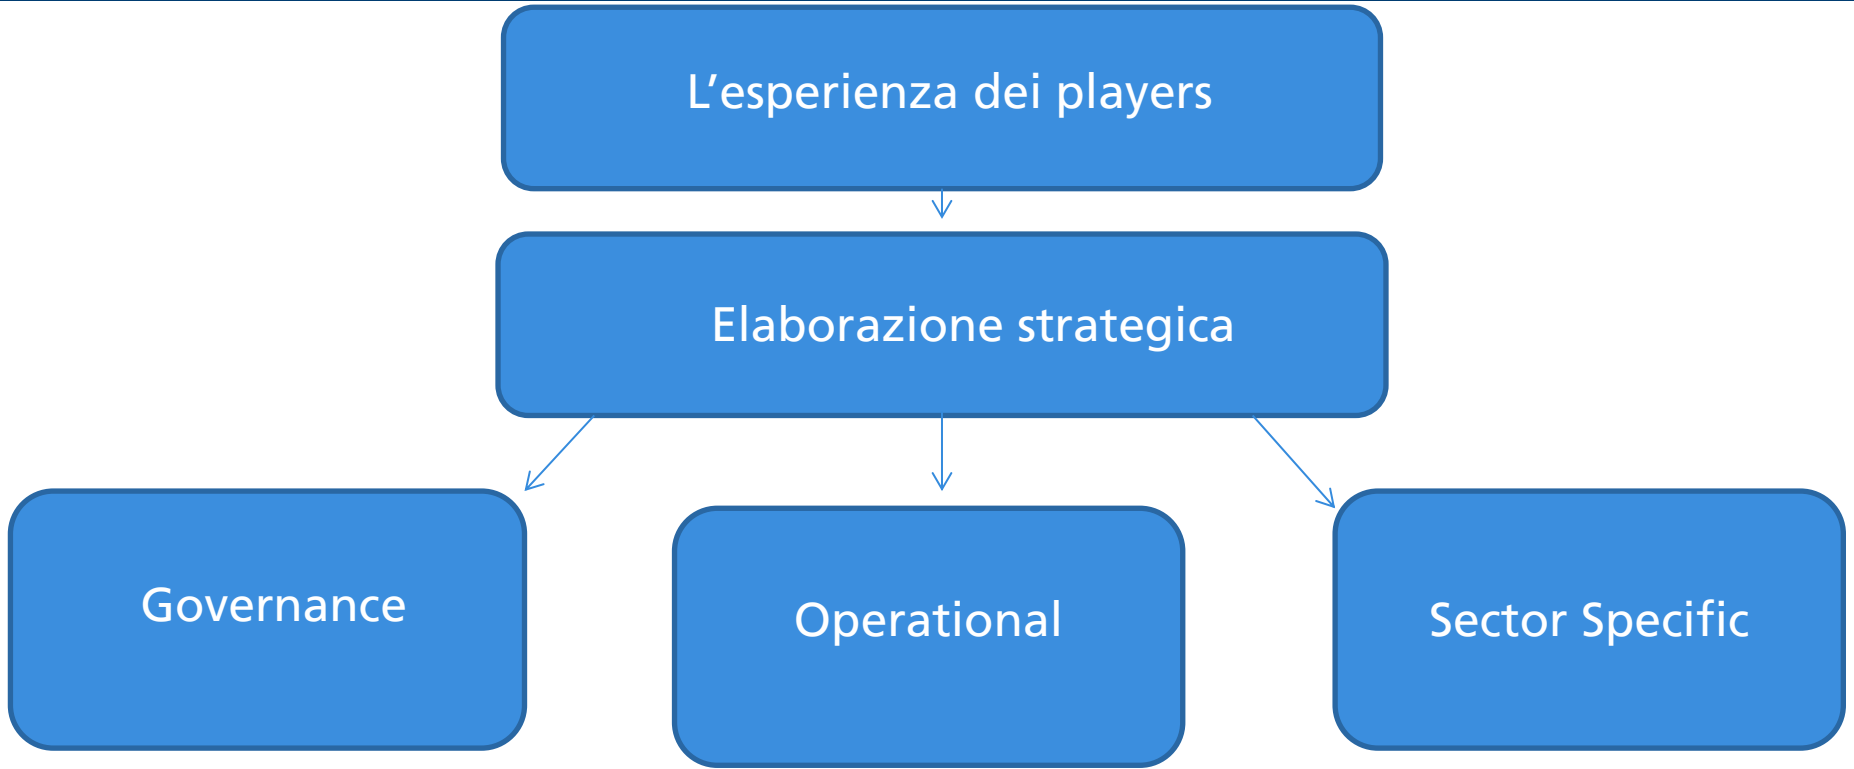 L’esperienza dei players
Elaborazione strategica
Governance
Operational
Sector Specific